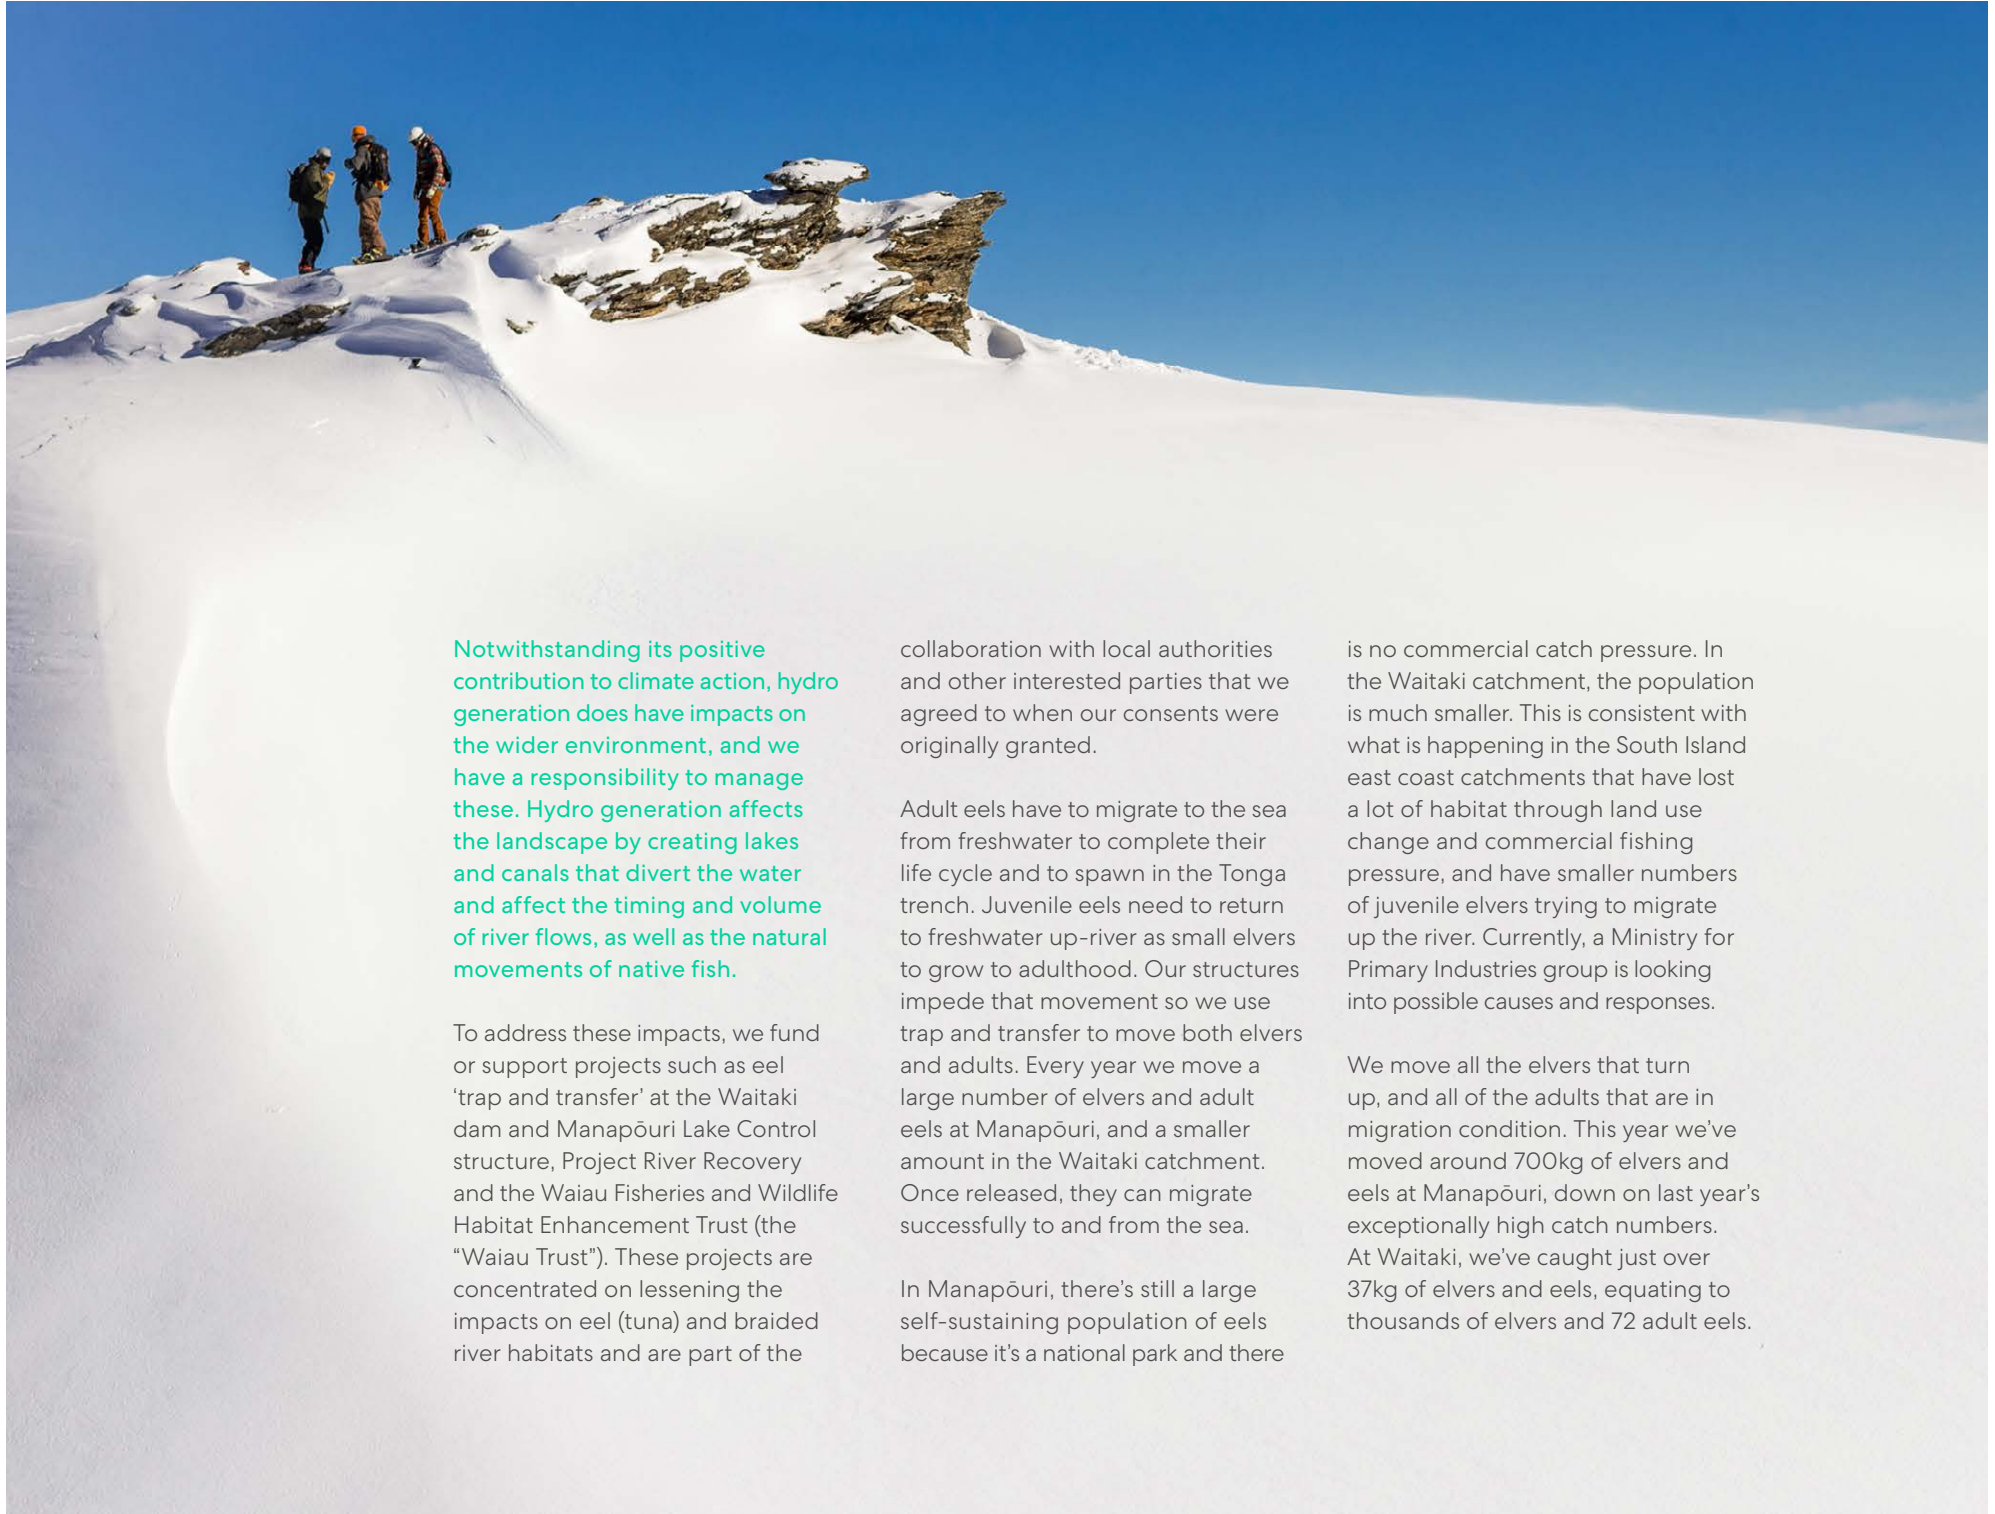 Notwithstanding its positive
contribution to climate action, hydro
generation does have impacts on
the wider environment, and we
have a responsibility to manage
these. Hydro generation affects
the landscape by creating lakes
and canals that divert the water
and affect the timing and volume
of river flows, as well as the natural
movements of native fish.
To address these impacts, we fund
or support projects such as eel
‘trap and transfer’ at the Waitaki
dam and Manapōuri Lake Control
structure, Project River Recovery
and the Waiau Fisheries and Wildlife
Habitat Enhancement Trust (the
“Waiau Trust”). These projects are
concentrated on lessening the
impacts on eel (tuna) and braided
river habitats and are part of the
collaboration with local authorities
and other interested parties that we
agreed to when our consents were
originally granted.
Adult eels have to migrate to the sea
from freshwater to complete their
life cycle and to spawn in the Tonga
trench. Juvenile eels need to return
to freshwater up-river as small elvers
to grow to adulthood. Our structures
impede that movement so we use
trap and transfer to move both elvers
and adults. Every year we move a
large number of elvers and adult
eels at Manapōuri, and a smaller
amount in the Waitaki catchment.
Once released, they can migrate
successfully to and from the sea.
In Manapōuri, there’s still a large
self-sustaining population of eels
because it’s a national park and there
is no commercial catch pressure. In
the Waitaki catchment, the population
is much smaller. This is consistent with
what is happening in the South Island
east coast catchments that have lost
a lot of habitat through land use
change and commercial fishing
pressure, and have smaller numbers
of juvenile elvers trying to migrate
up the river. Currently, a Ministry for
Primary Industries group is looking
into possible causes and responses.
We move all the elvers that turn
up, and all of the adults that are in
migration condition. This year we’ve
moved around 700kg of elvers and
eels at Manapōuri, down on last year’s
exceptionally high catch numbers.
At Waitaki, we’ve caught just over
37kg of elvers and eels, equating to
thousands of elvers and 72 adult eels.